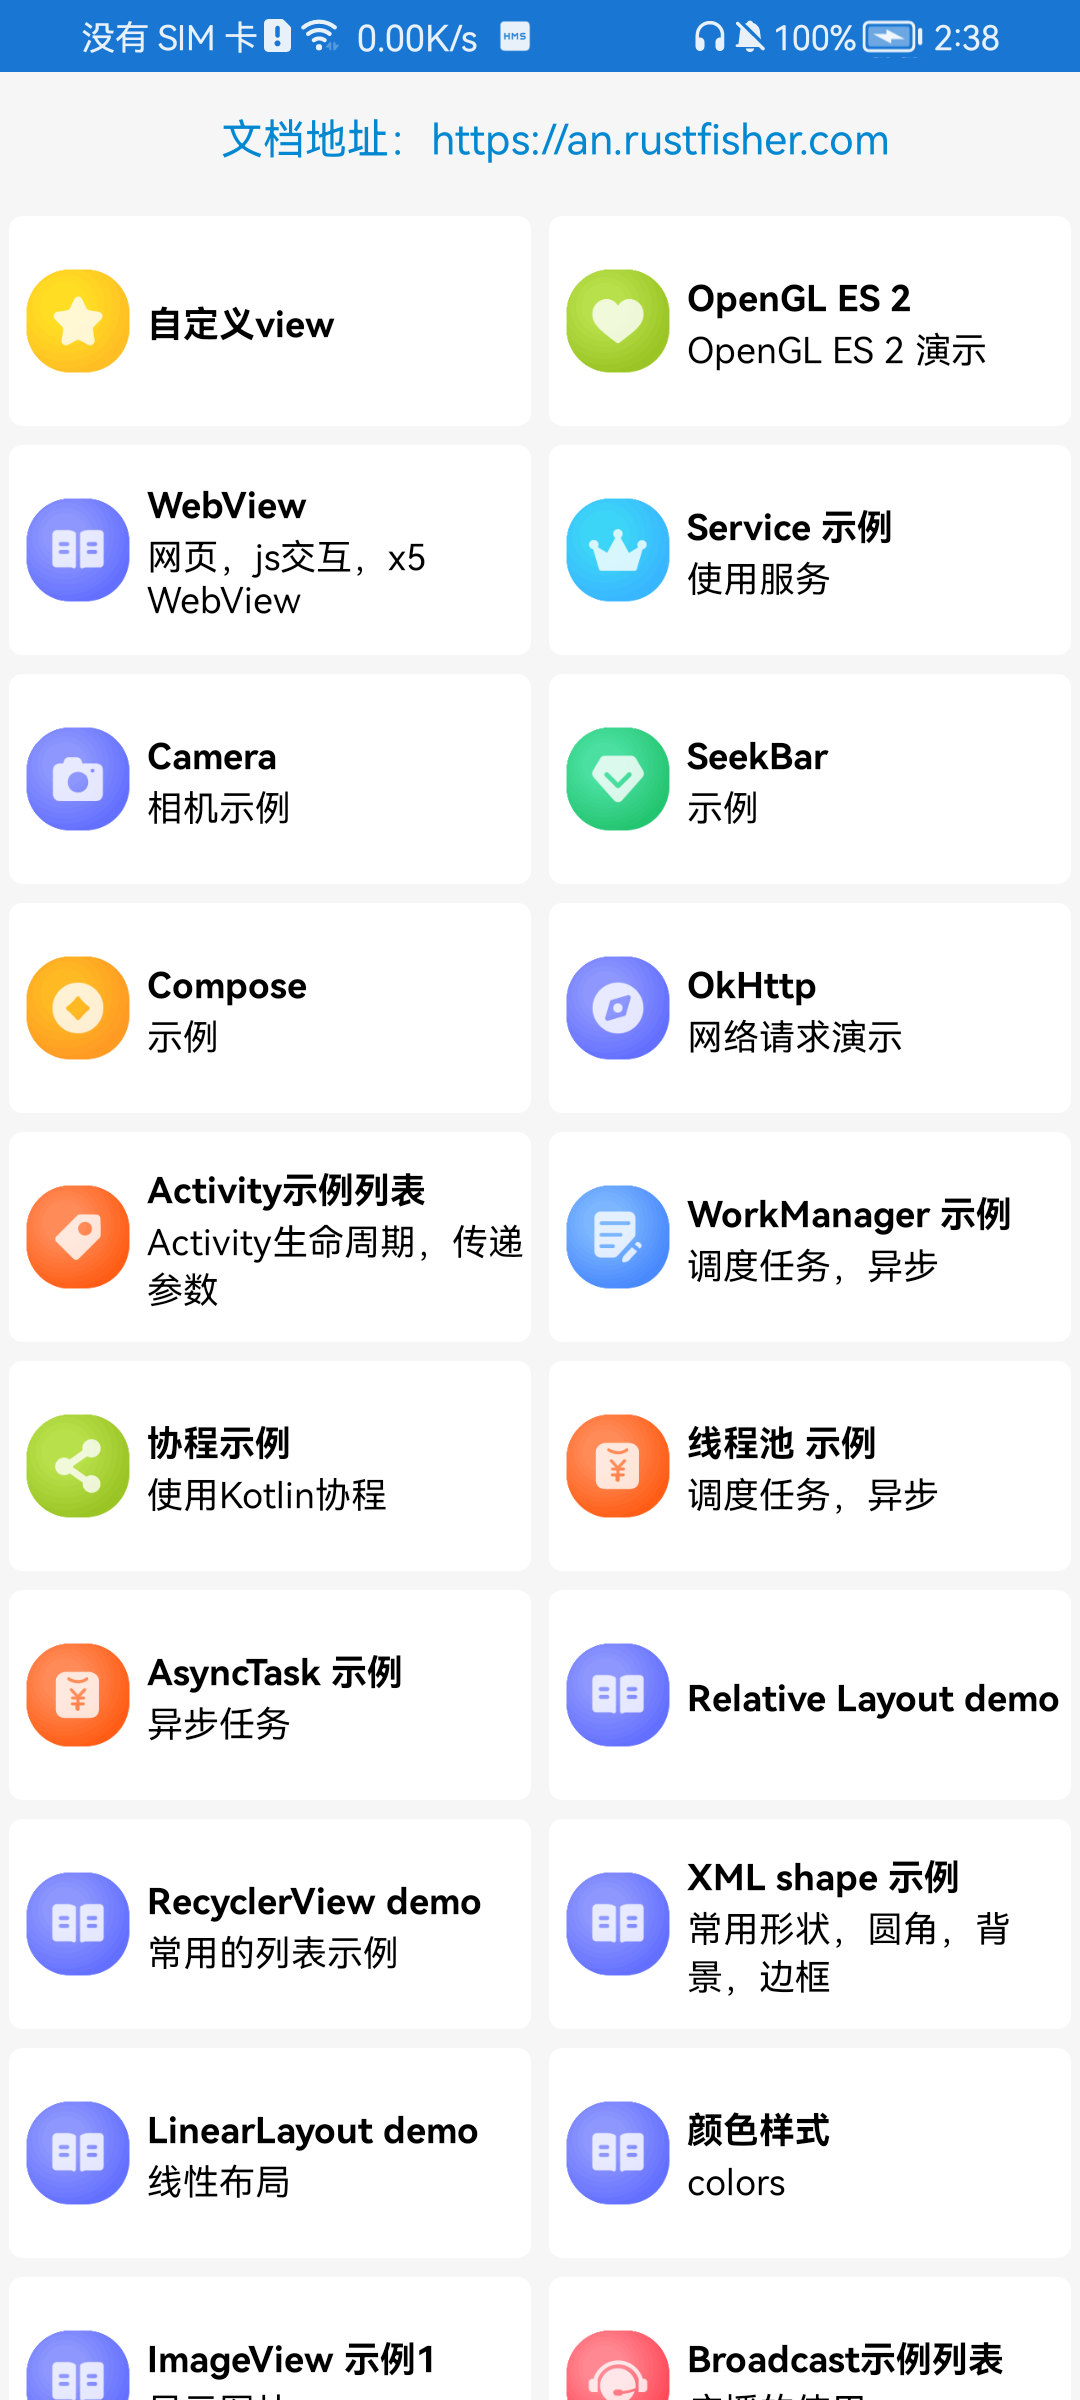 没有 SIM 卡 0.00K/s HMS 100% 2:38
文档地址：https://an.rustfisher.com
自定义view
OpenGL ES 2
OpenGL ES 2 演示
WebView
网页，js交互，x5
WebView
Service 示例
使用服务
Camera
相机示例
SeekBar
示例
Compose
示例
OkHttp
网络请求演示
Activity示例列表
Activity生命周期，传递
参数
WorkManager 示例
调度任务，异步
协程示例
使用Kotlin协程
线程池 示例
调度任务，异步
AsyncTask 示例
异步任务
Relative Layout demo
RecyclerView demo
常用的列表示例
XML shape 示例
常用形状，圆角，背
景，边框
LinearLayout demo
线性布局
颜色样式
colors
ImageView 示例1
Broadcast示例列表